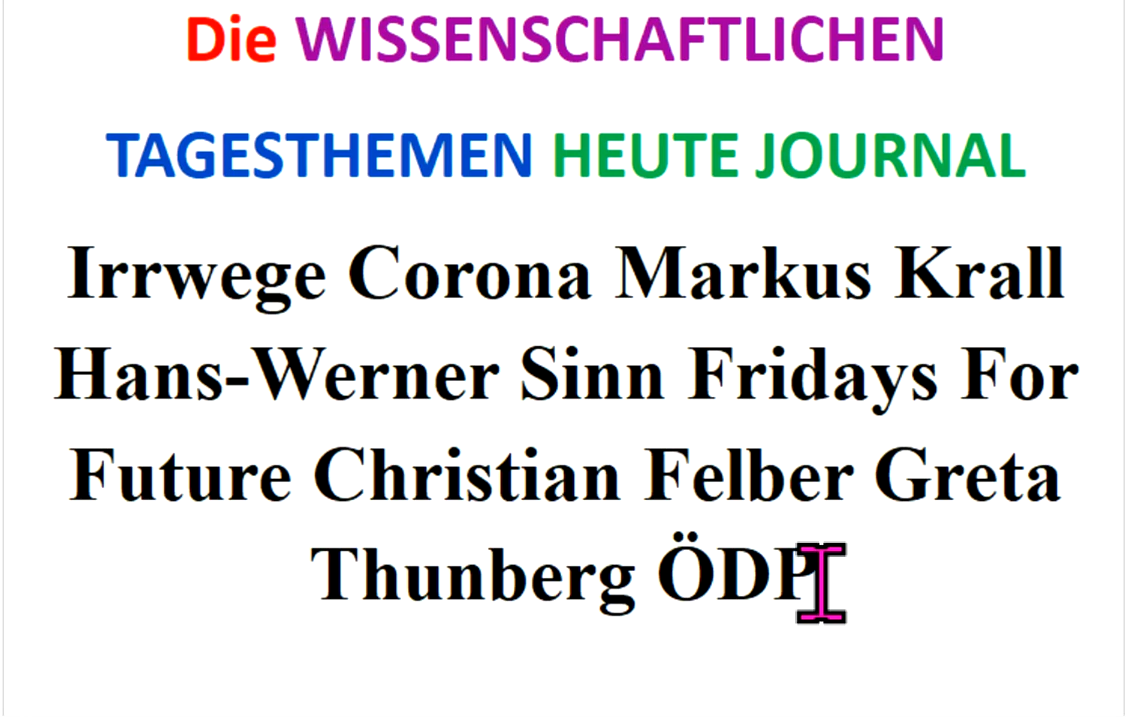 Die WISSENSCHAFTLICHEN
TAGESTHEMEN HEUTE JOURNAL
Irrwege Corona Markus Krall
Hans-Werner Sinn Fridays For
Future Christian Felber Greta
Thunberg ÖDP